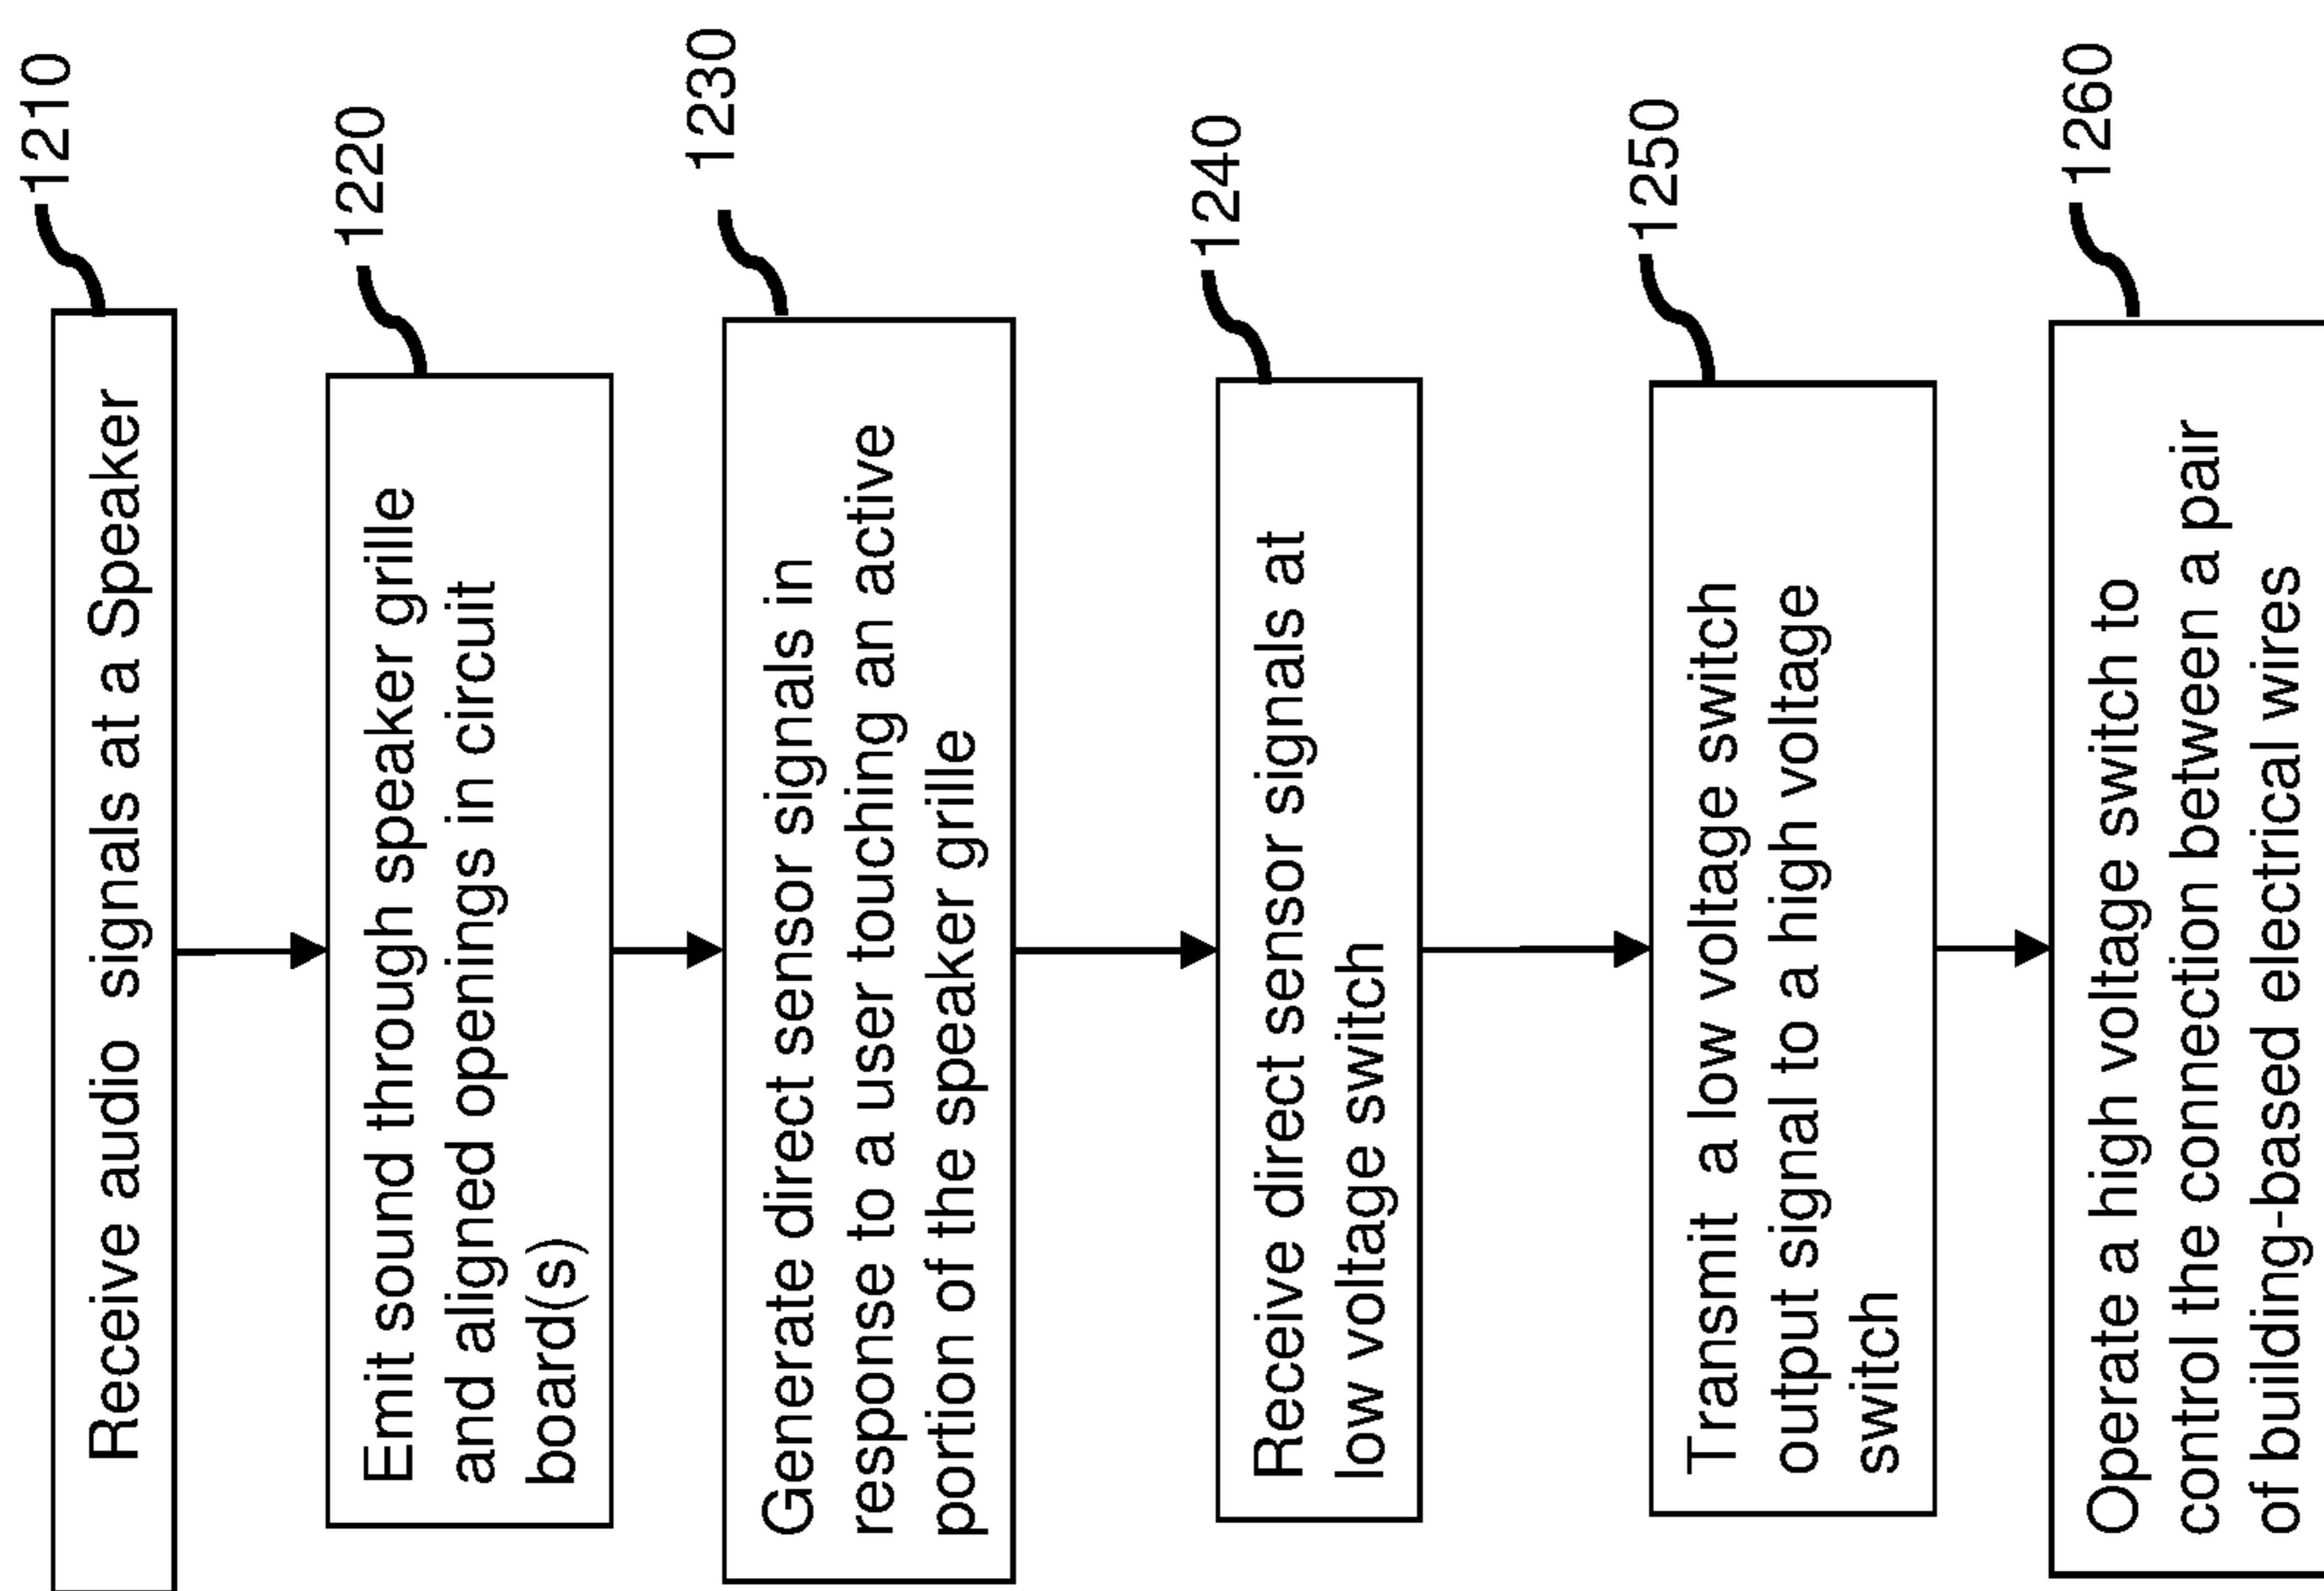 1210
Receive audio signals at a Speaker
1220
Emit sound through speaker grille
and aligned openings in circuit
board(s)
1230
Generate direct sensor signals in
response to a user touching an active
portion of the speaker grille
1240
Receive direct sensor signals at
low voltage switch
1250
Transmit a low voltage switch
output signal to a high voltage
switch
1260
Operate a high voltage switch to
control the connection between a pair
of building-based electrical wires